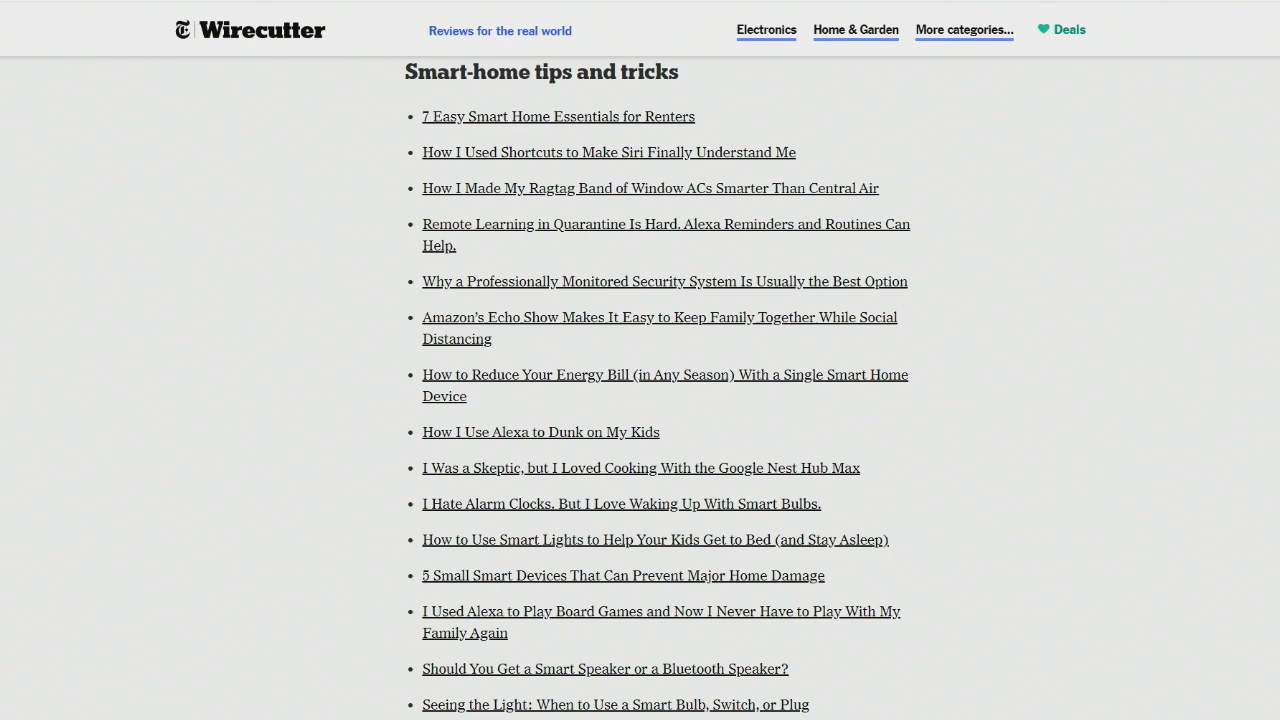 Wirecutter
Reviews for the real world
Electronics
Home & Garden
More categories...
Deals
Smart-home tips and tricks
• 7 Easy Smart Home Essentials for Renters
• How I Used Shortcuts to Make Siri Finally Understand Me
• How I Made My Ragtag Band of Window ACs Smarter Than Central Air
• Remote Learning in Quarantine Is Hard. Alexa Reminders and Routines Can
Help.
• Why a Professionally Monitored Security System Is Usually the Best Option
• Amazon's Echo Show Makes It Easy to Keep Family Together While Social
Distancing
• How to Reduce Your Energy Bill (in Any Season) With a Single Smart Home
Device
• How I Use Alexa to Dunk on My Kids
• I Was a Skeptic, but I Loved Cooking With the Google Nest Hub Max
• I Hate Alarm Clocks. But I Love Waking Up With Smart Bulbs.
• How to Use Smart Lights to Help Your Kids Get to Bed (and Stay Asleep)
• 5 Small Smart Devices That Can Prevent Major Home Damage
• I Used Alexa to Play Board Games and Now I Never Have to Play With My
Family Again
• Should You Get a Smart Speaker or a Bluetooth Speaker?
• Seeing the Light: When to Use a Smart Bulb, Switch, or Plug